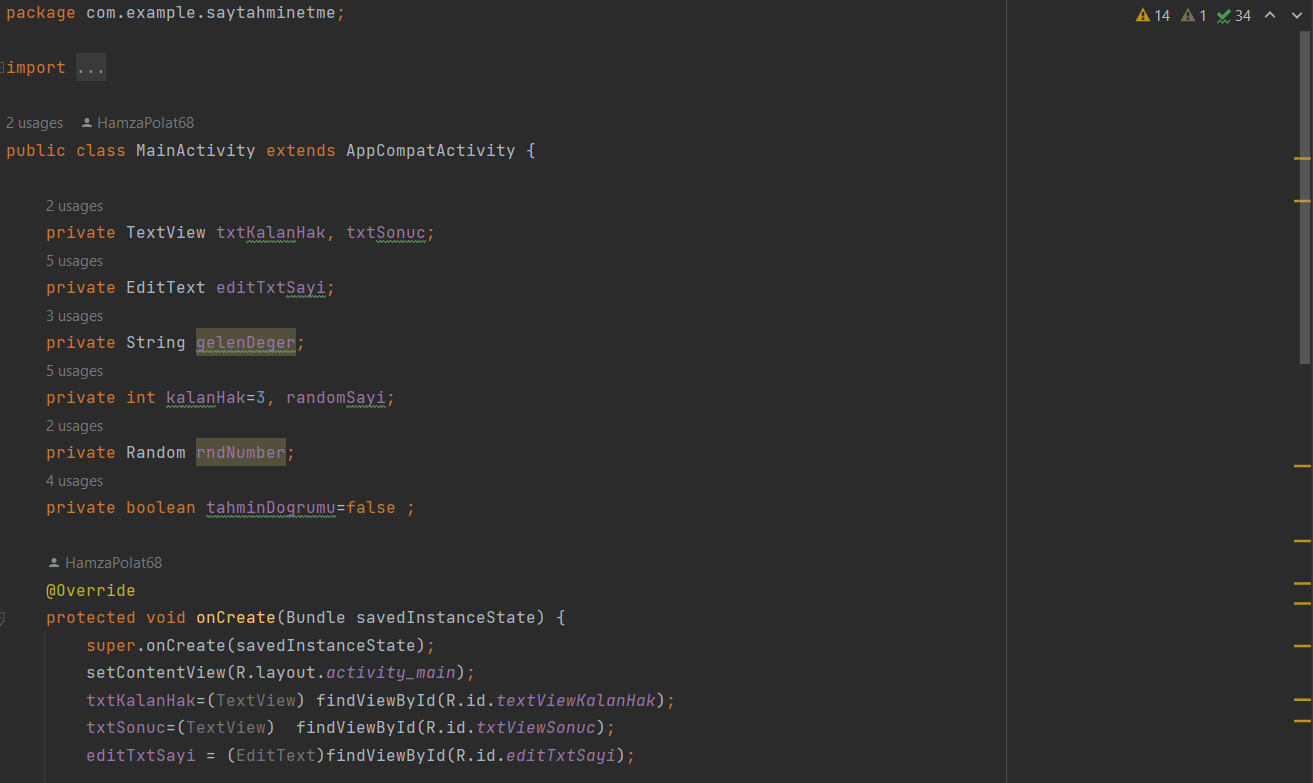 package com.example.saytahminetme;
14 1 34
import ...
2 usages HamzaPolat68
public class MainActivity extends AppCompatActivity {
2 usages
private TextView txtKalanHak, txtSonuc;
5 usages
private EditText editTxtSayi;
3 usages
private String gelenDeger;
5 usages
private int kalanHak=3, randomSayi;
2 usages
private Random rndNumber;
4 usages
private boolean tahminDogrumu=false ;
HamzaPolat68
@Override
protected void onCreate(Bundle savedInstanceState) {
super.onCreate(savedInstanceState);
setContentView(R.layout.activity_main);
txtKalanHak=(TextView) findViewById(R.id.textViewKalanHak);
txtSonuc=(TextView)  findViewById(R.id.txtViewSonuc);
editTxtSayi = (EditText)findViewById(R.id.editTxtSayi);